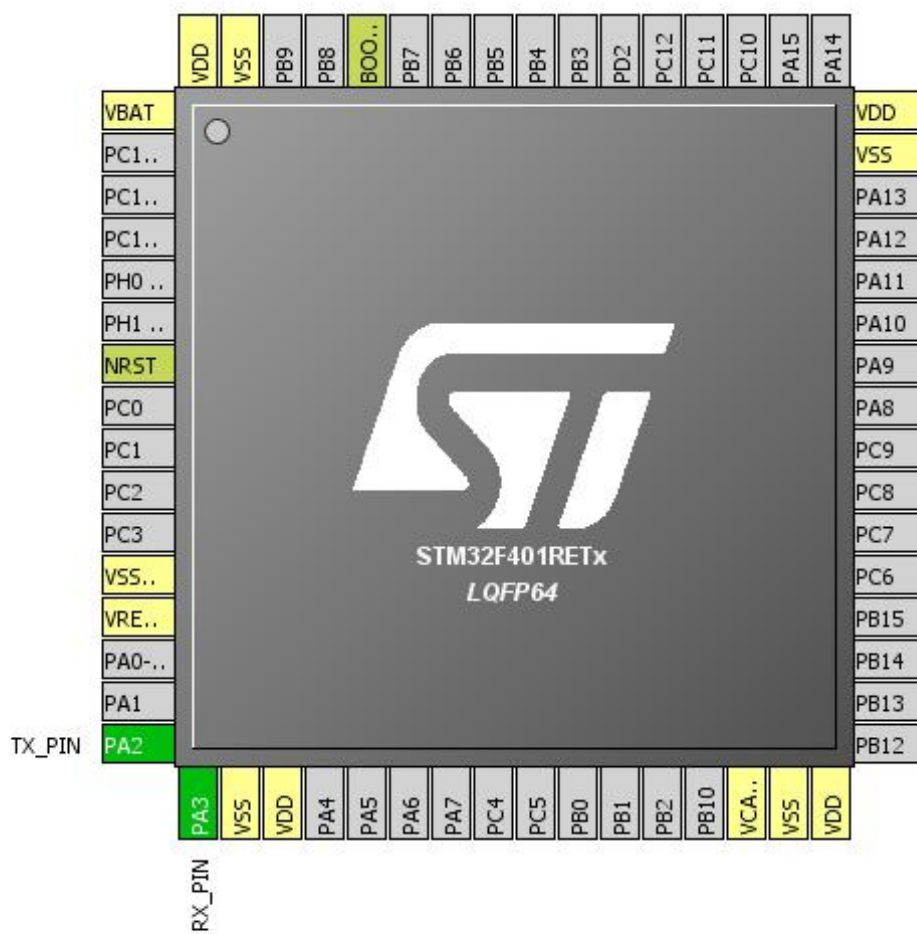 VDD
VSS
PB9
PB8
BOO..
PB7
PB6
PB5
PB4
PB3
PD2
PC12
PC11
PC10
PA15
PA14
VBAT
PC1..
PC1..
PC1..
PH0 ..
PH1 ..
NRST
PC0
PC1
PC2
PC3
VSS..
VRE..
PA0-..
PA1
TX_PIN PA2
VDD
VSS
PA13
PA12
PA11
PA10
PA9
PA8
PC9
PC8
PC7
PC6
PB15
PB14
PB13
PB12
ST
STM32F401RETx
LQFP64
PA3
VSS
VDD
PA4
PA5
PA6
PA7
PC4
PC5
PB0
PB1
PB2
PB10
VCA..
VSS
VDD
RX_PIN